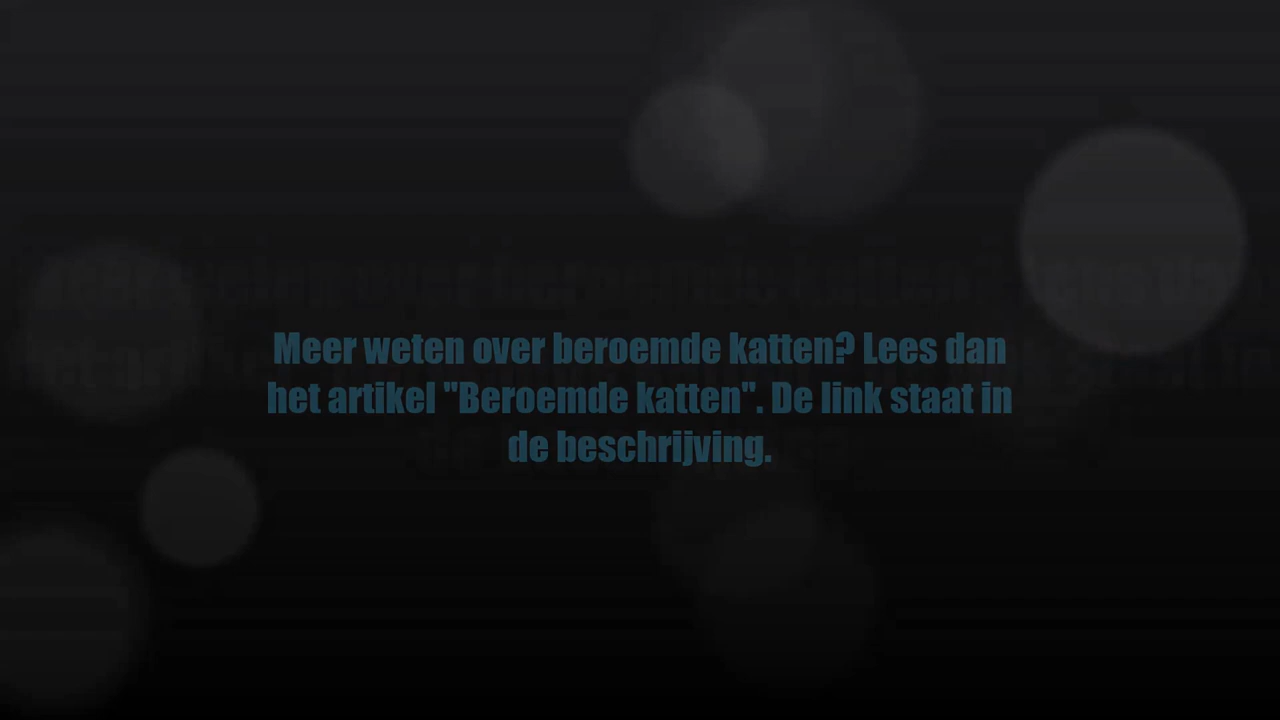 Meer weten over beroemde katten? Lees dan
het artikel "Beroemde katten". De link staat in
de beschrijving.